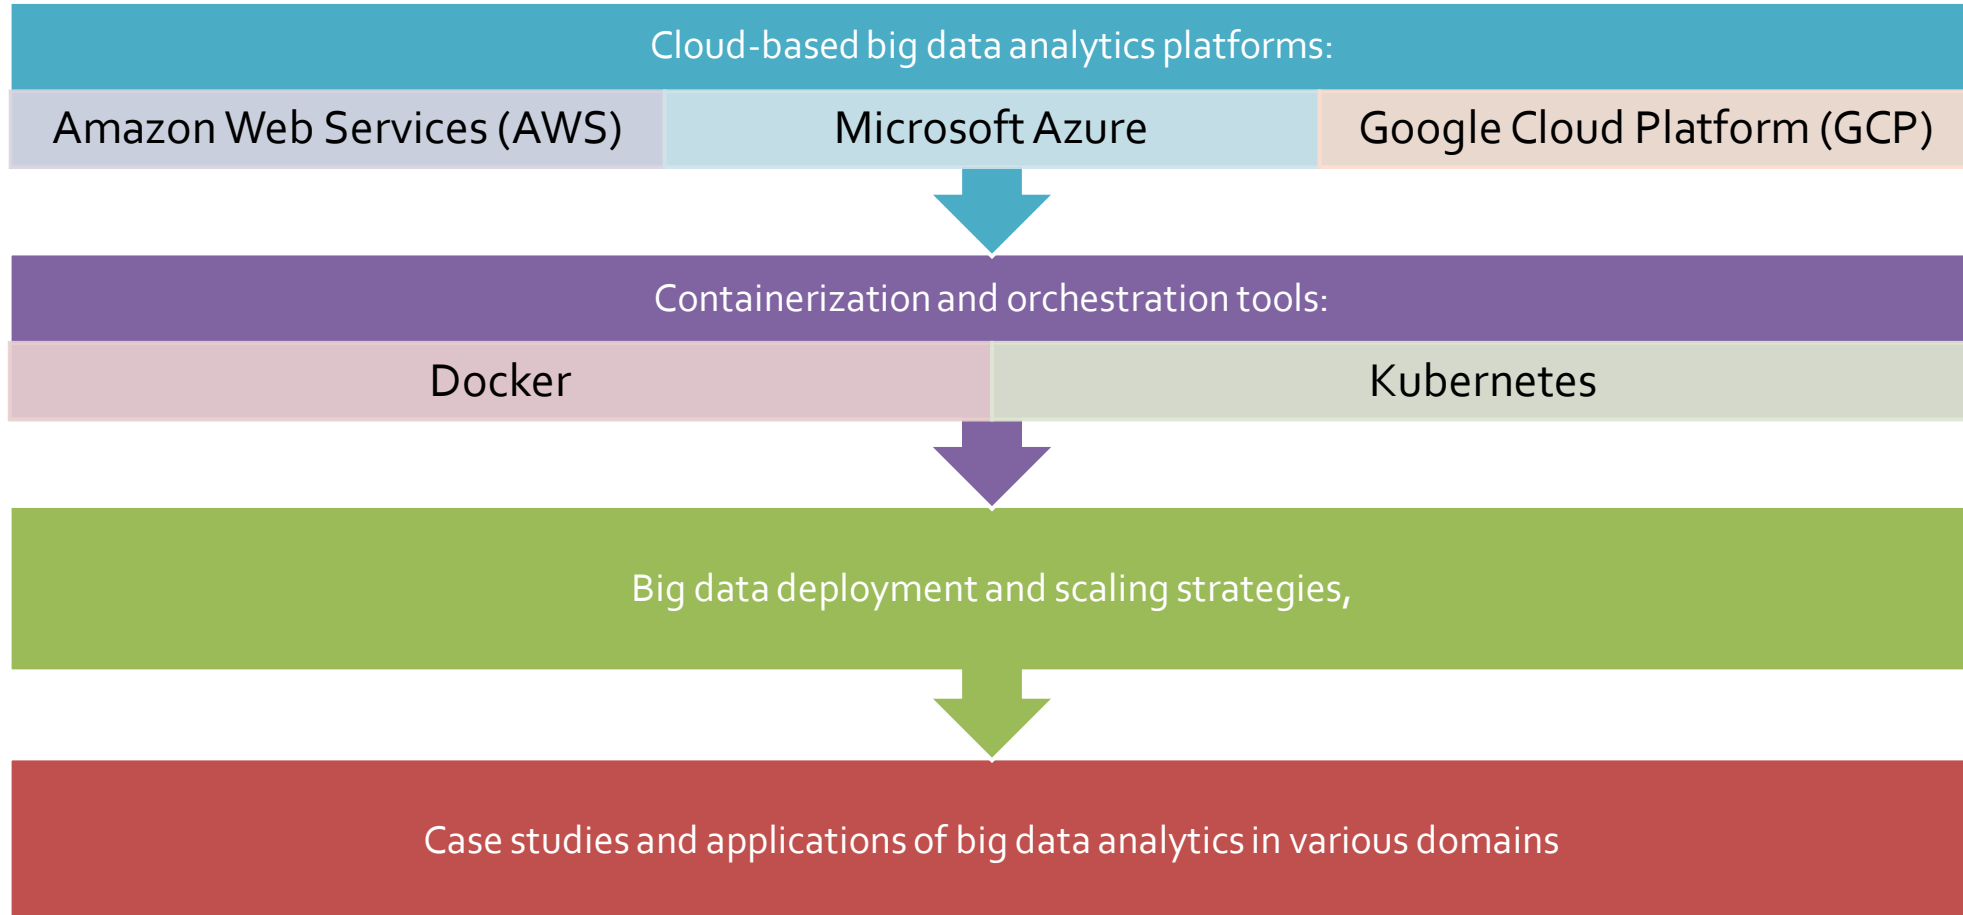 Cloud-based big data analytics platforms:
Amazon Web Services (AWS)
Microsoft Azure
Google Cloud Platform (GCP)
Containerization and orchestration tools:
Docker
Kubernetes
Big data deployment and scaling strategies,
Case studies and applications of big data analytics in various domains